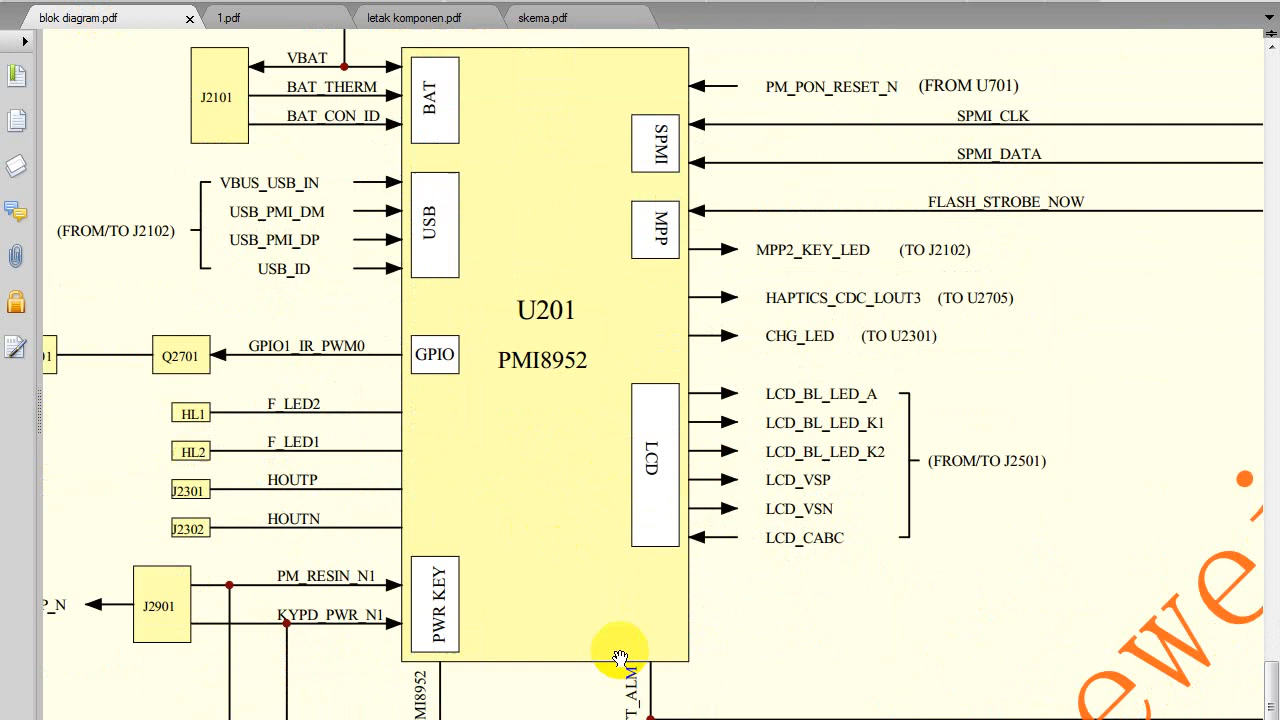 blok diagram.pdf
1.pdf
letak komponen.pdf
skema.pdf
VBAT
J2101
BAT_THERM
BAT_CON_ID
BAT
PM_PON_RESET_N (FROM U701)
SPMI_CLK
SPMI
SPMI_DATA
VBUS_USB_IN
USB_PMI_DM
(FROM/TO J2102)
USB_PMI_DP
USB_ID
USB
FLASH_STROBE_NOW
MPP
MPP2_KEY_LED (TO J2102)
U201
PMI8952
HAPTICS_CDC_LOUT3 (TO U2705)
CHG_LED (TO U2301)
01
Q2701
GPIO1_IR_PWM0
GPIO
HL1
F_LED2
HL2
F_LED1
J2301
HOUTP
J2302
HOUTN
LCD
LCD_BL_LED_A
LCD_BL_LED_K1
LCD_BL_LED_K2
(FROM/TO J2501)
LCD_VSP
LCD_VSN
LCD_CABC
P_N
J2901
PM_RESIN_N1
KYPD_PWR_N1
PWR KEY
MI8952
T_ALM
ewe